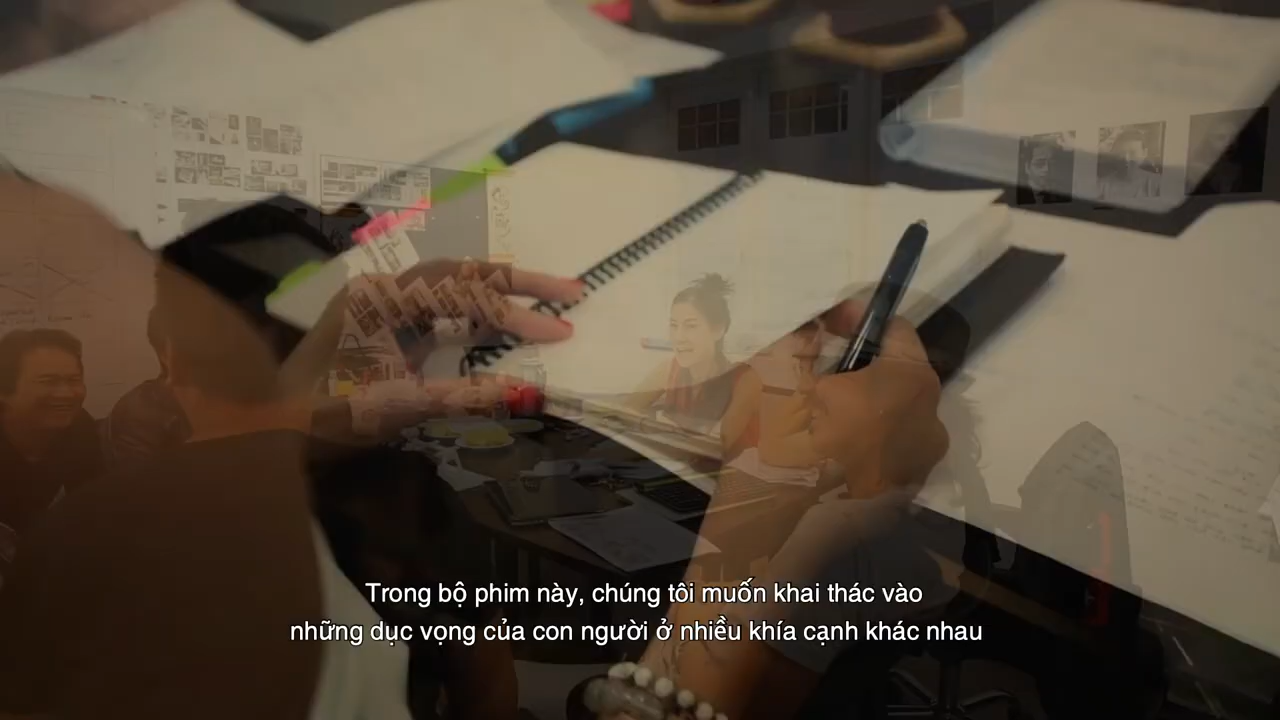 Trong bộ phim này, chúng tôi muốn khai thác vào
những dục vọng của con người ở nhiều khía cạnh khác nhau